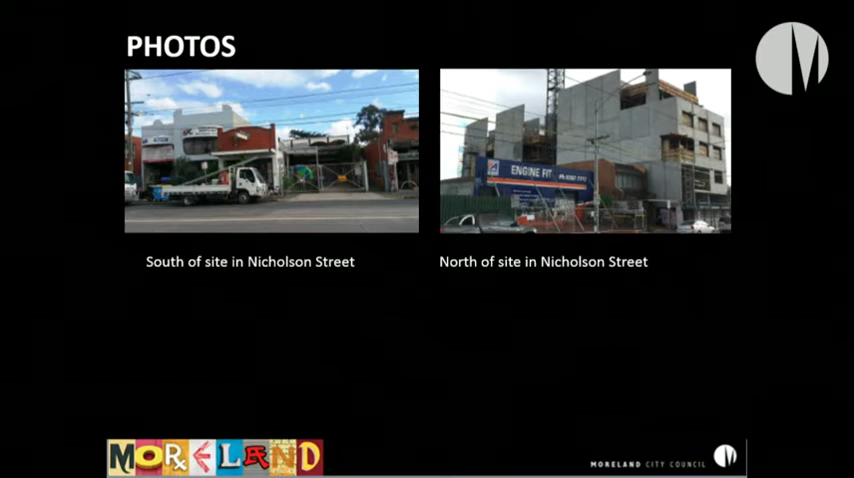 PHOTOS
ENGINE FIT
South of site in Nicholson Street
North of site in Nicholson Street
MORELAND
MORELAND CITY COUNCIL